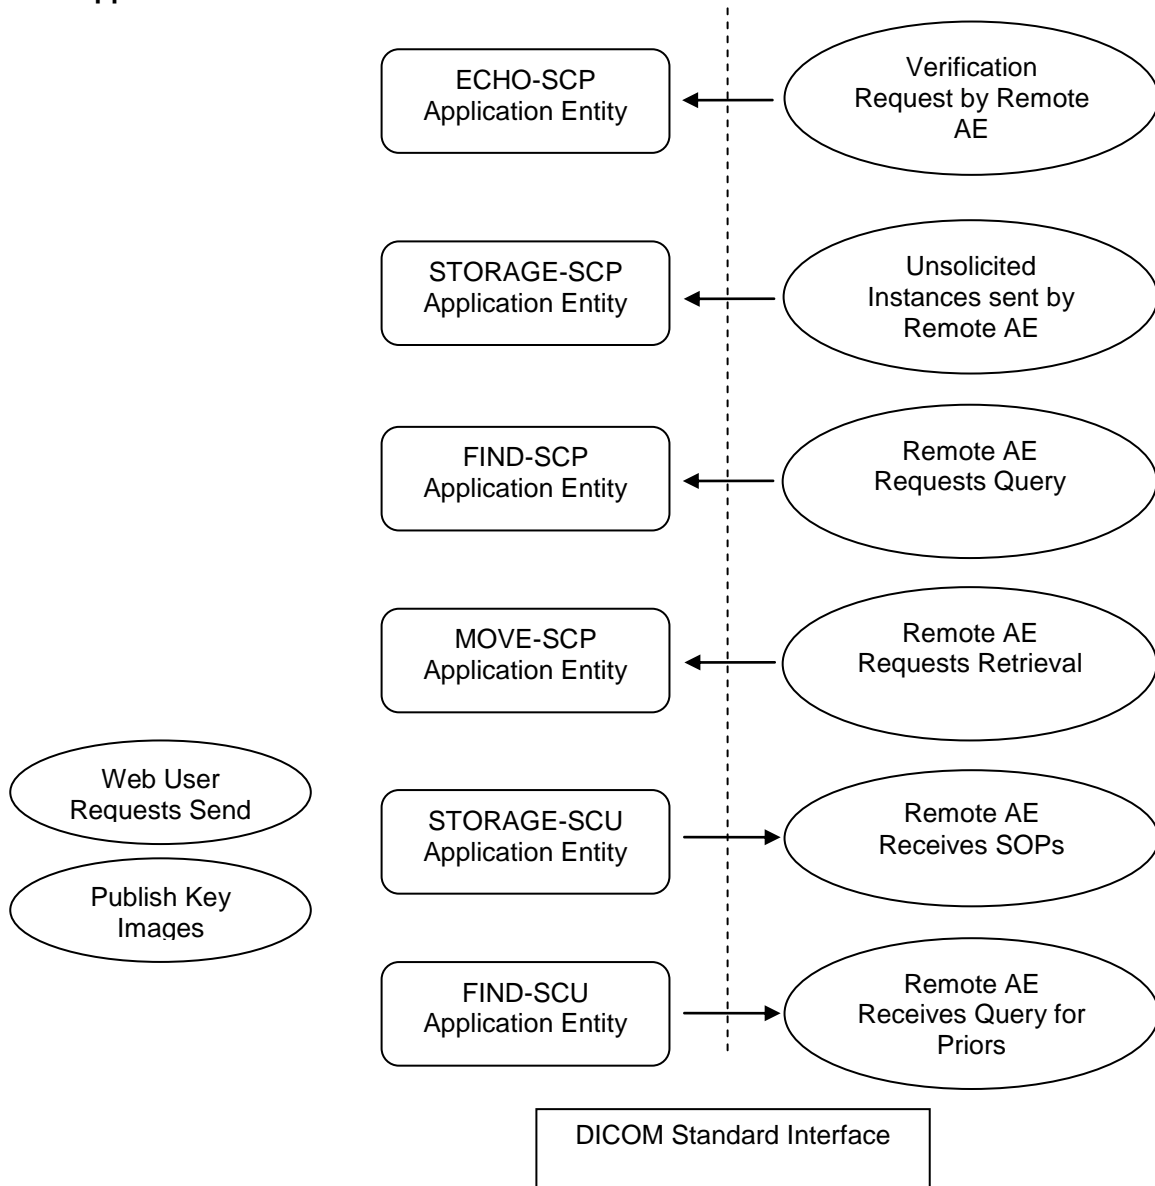 ECHO-SCP
Application Entity
Verification
Request by Remote
AE
STORAGE-SCP
Application Entity
Unsolicited
Instances sent by
Remote AE
FIND-SCP
Application Entity
Remote AE
Requests Query
MOVE-SCP
Application Entity
Remote AE
Requests Retrieval
Web User
Requests Send
Publish Key
Images
STORAGE-SCU
Application Entity
Remote AE
Receives SOPs
FIND-SCU
Application Entity
Remote AE
Receives Query for
Priors
DICOM Standard Interface